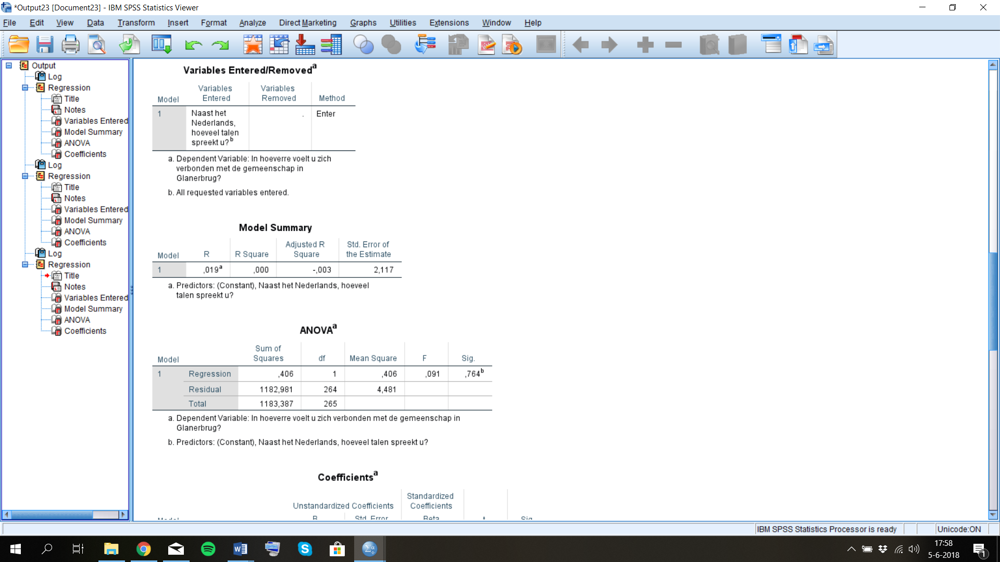 *Output23 [Document23] - IBM SPSS Statistics Viewer
File Edit View Data Transform Insert Format Analyze Direct Marketing Graphs Utilities Extensions Window Help
Output
Log
Regression
Title
Notes
Variables Entered
Model Summary
ANOVA
Coefficients
Log
Regression
Title
Notes
Variables Entered
Model Summary
ANOVA
Coefficients
Log
Regression
Title
Notes
Variables Entered
Model Summary
ANOVA
Coefficients
Variables Entered/Removedᵃ
Model Variables Entered Variables Removed Method
1 Naast het . Enter
Nederlands,
hoeveel talen
spreekt u?ᵇ
a. Dependent Variable: In hoeverre voelt u zich
verbonden met de gemeenschap in
Glanerbrug?
b. All requested variables entered.
Model Summary
Model R R Square Adjusted R Square Std. Error of the Estimate
1 ,019ᵃ ,000 -,003 2,117
a. Predictors: (Constant), Naast het Nederlands, hoeveel
talen spreekt u?
ANOVAᵃ
Model Sum of Squares df Mean Square F Sig.
1 Regression ,406 1 ,406 ,091 ,764ᵇ
Residual 1182,981 264 4,481
Total 1183,387 265
a. Dependent Variable: In hoeverre voelt u zich verbonden met de gemeenschap in
Glanerbrug?
b. Predictors: (Constant), Naast het Nederlands, hoeveel talen spreekt u?
Coefficientsᵃ
Unstandardized Coefficients Standardized Coefficients
Model B Std. Error Beta t Sig.
IBM SPSS Statistics Processor is ready Unicode:ON
17:58
5-6-2018
1